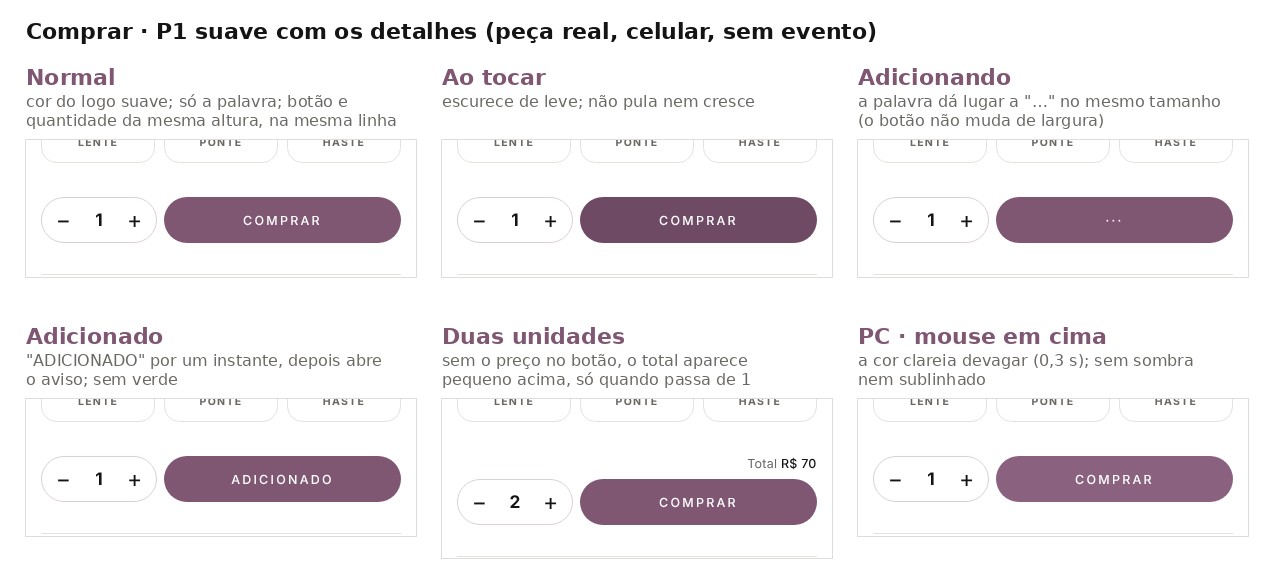 Comprar · P1 suave com os detalhes (peça real, celular, sem evento)
Normal
cor do logo suave; só a palavra; botão e
quantidade da mesma altura, na mesma linha
LENTE PONTE HASTE
− 1 + COMPRAR
Ao tocar
escurece de leve; não pula nem cresce
LENTE PONTE HASTE
− 1 + COMPRAR
Adicionando
a palavra dá lugar a "…" no mesmo tamanho
(o botão não muda de largura)
LENTE PONTE HASTE
− 1 + ...
Adicionado
"ADICIONADO" por um instante, depois abre
o aviso; sem verde
LENTE PONTE HASTE
− 1 + ADICIONADO
Duas unidades
sem o preço no botão, o total aparece
pequeno acima, só quando passa de 1
LENTE PONTE HASTE
Total R$ 70
− 2 + COMPRAR
PC · mouse em cima
a cor clareia devagar (0,3 s); sem sombra
nem sublinhado
LENTE PONTE HASTE
− 1 + COMPRAR